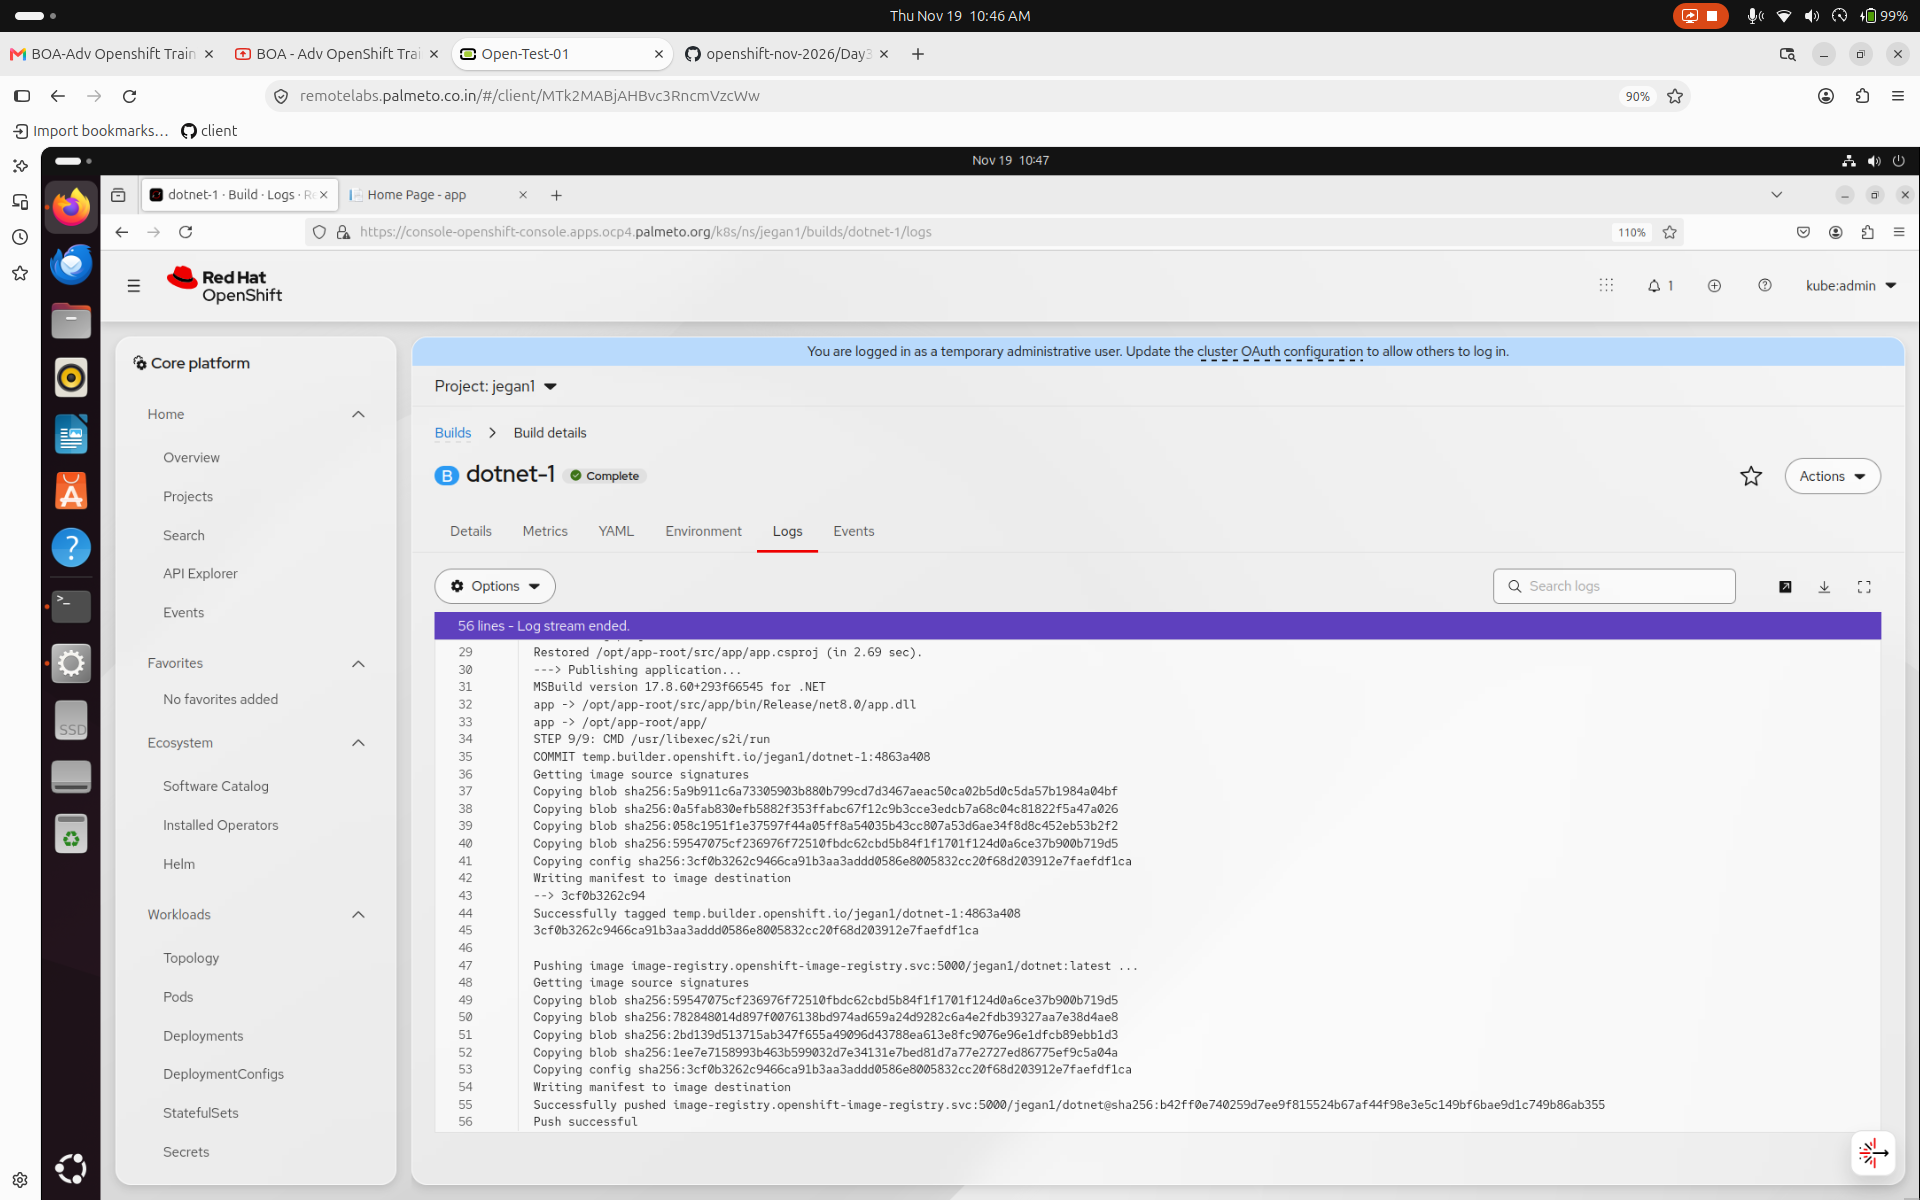 Thu Nov 19 10:46 AM
99%
BOA-Adv Openshift Train
BOA - Adv OpenShift Trai
Open-Test-01
openshift-nov-2026/Day3
remotelabs.palmeto.co.in/#/client/MTk2MABjAHBvc3RncmVzcWw
90%
Import bookmarks...
client
Nov 19 10:47
dotnet-1 · Build · Logs · Re
Home Page - app
https://console-openshift-console.apps.ocp4.palmeto.org/k8s/ns/jegan1/builds/dotnet-1/logs
110%
Red Hat
OpenShift
1
kube:admin
Core platform
Home
Overview
Projects
Search
API Explorer
Events
Favorites
No favorites added
Ecosystem
Software Catalog
Installed Operators
Helm
Workloads
Topology
Pods
Deployments
DeploymentConfigs
StatefulSets
Secrets
SSD
You are logged in as a temporary administrative user. Update the cluster OAuth configuration to allow others to log in.
Project: jegan1
Builds > Build details
B dotnet-1 Complete
Actions
Details Metrics YAML Environment Logs Events
Options
Search logs
56 lines - Log stream ended.
29 Restored /opt/app-root/src/app/app.csproj (in 2.69 sec).
30 ---> Publishing application...
31 MSBuild version 17.8.60+293f66545 for .NET
32 app -> /opt/app-root/src/app/bin/Release/net8.0/app.dll
33 app -> /opt/app-root/app/
34 STEP 9/9: CMD /usr/libexec/s2i/run
35 COMMIT temp.builder.openshift.io/jegan1/dotnet-1:4863a408
36 Getting image source signatures
37 Copying blob sha256:5a9b911c6a73305903b880b799cd7d3467aeac50ca02b5d0c5da57b1984a04bf
38 Copying blob sha256:0a5fab830efb5882f353ffabc67f12c9b3cce3edcb7a68c04c81822f5a47a026
39 Copying blob sha256:058c1951f1e37597f44a05ff8a54035b43cc807a53d6ae34f8d8c452eb53b2f2
40 Copying blob sha256:59547075cf236976f72510fbdc62cbd5b84f1f1701f124d0a6ce37b900b719d5
41 Copying config sha256:3cf0b3262c9466ca91b3aa3addd0586e8005832cc20f68d203912e7faefdf1ca
42 Writing manifest to image destination
43 --> 3cf0b3262c94
44 Successfully tagged temp.builder.openshift.io/jegan1/dotnet-1:4863a408
45 3cf0b3262c9466ca91b3aa3addd0586e8005832cc20f68d203912e7faefdf1ca
46
47 Pushing image image-registry.openshift-image-registry.svc:5000/jegan1/dotnet:latest ...
48 Getting image source signatures
49 Copying blob sha256:59547075cf236976f72510fbdc62cbd5b84f1f1701f124d0a6ce37b900b719d5
50 Copying blob sha256:782848014d897f0076138bd974ad659a24d9282c6a4e2fdb39327aa7e38d4ae8
51 Copying blob sha256:2bd139d513715ab347f655a49096d43788ea613e8fc9076e96e1dfcb89ebb1d3
52 Copying blob sha256:1ee7e7158993b463b599032d7e34131e7bed81d7a77e2727ed86775ef9c5a04a
53 Copying config sha256:3cf0b3262c9466ca91b3aa3addd0586e8005832cc20f68d203912e7faefdf1ca
54 Writing manifest to image destination
55 Successfully pushed image-registry.openshift-image-registry.svc:5000/jegan1/dotnet@sha256:b42ff0e740259d7ee9f815524b67af44f98e3e5c149bf6bae9d1c749b86ab355
56 Push successful